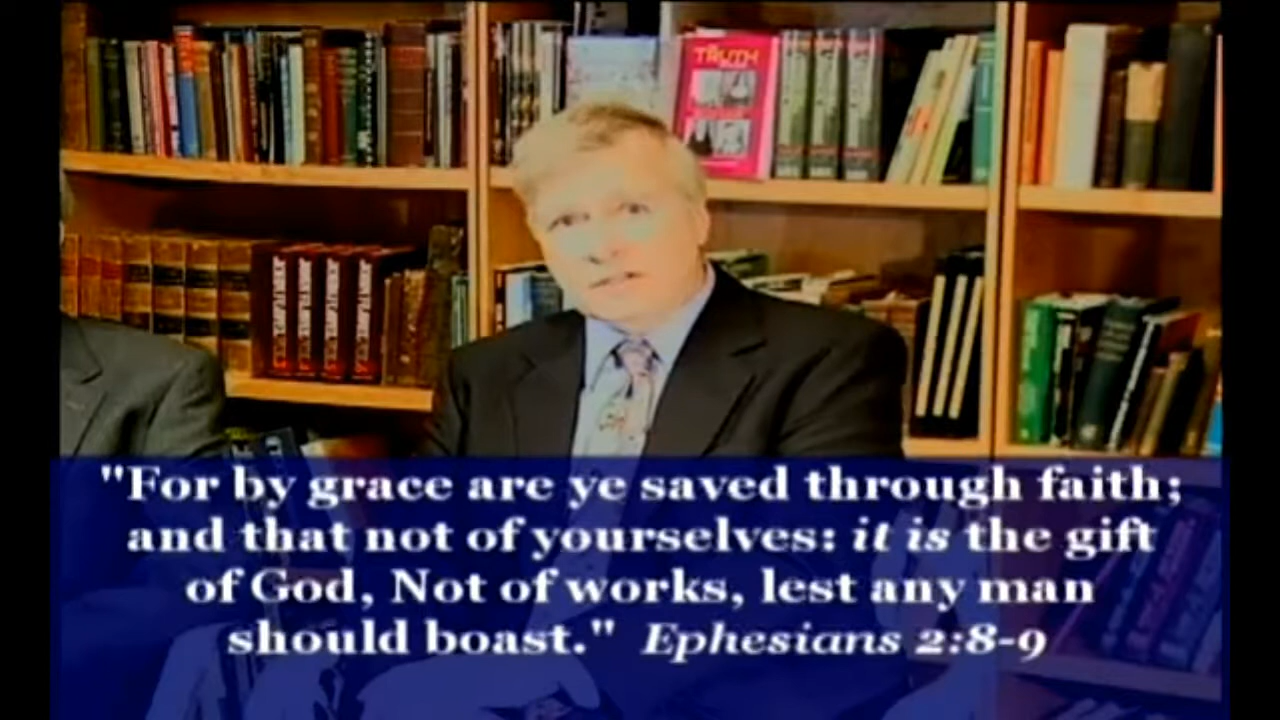 TRUTH
"For by grace are ye saved through faith;
and that not of yourselves: it is the gift
of God, Not of works, lest any man
should boast." Ephesians 2:8-9